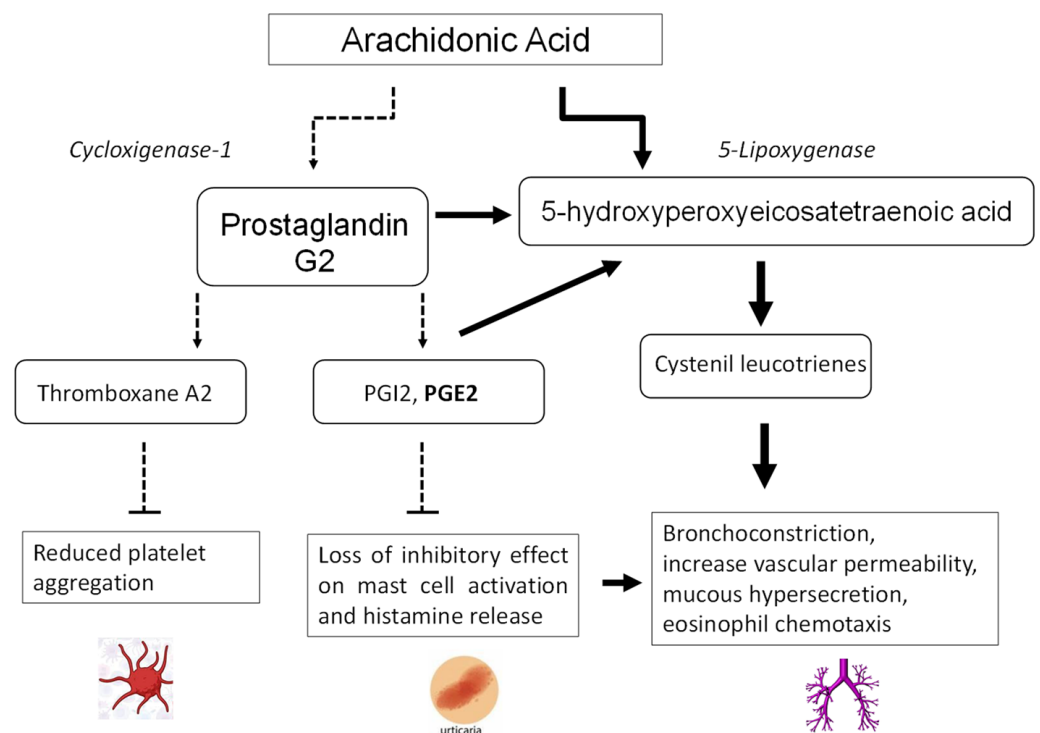 Arachidonic Acid
Cycloxigenase-1
5-Lipoxygenase
Prostaglandin
G2
5-hydroxyperoxyeicosatetraenoic acid
Thromboxane A2
PGI2, PGE2
Cystenil leucotrienes
Reduced platelet
aggregation
Loss of inhibitory effect
on mast cell activation
and histamine release
Bronchoconstriction,
increase vascular permeability,
mucous hypersecretion,
eosinophil chemotaxis
urticaria